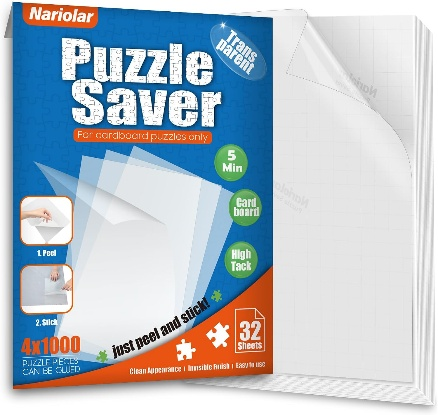 Nariolar
Trans
parent
Puzzle
Saver
For cardboard puzzles only
5
Min
Card
board
High
Tack
1. Peel
2. Stick
just peel and stick!
4x1000
PUZZLE PIECES
CAN BE GLUED
32
Sheets
Clean Appearance | Invisible Finish | Easy to use
Nariolar
Nariolar